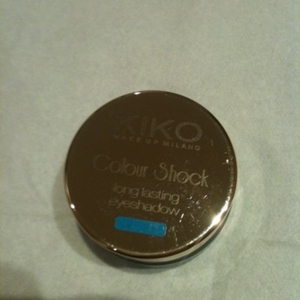 KIKO
MAKE UP MILANO
Colour Shock
long lasting
eyeshadow